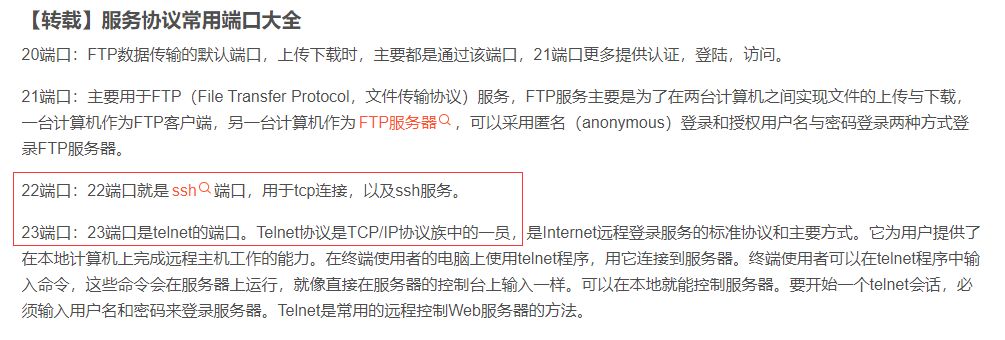 【转载】服务协议常用端口大全
20端口：FTP数据传输的默认端口，上传下载时，主要都是通过该端口，21端口更多提供认证，登陆，访问。
21端口：主要用于FTP（File Transfer Protocol，文件传输协议）服务，FTP服务主要是为了在两台计算机之间实现文件的上传与下载，
一台计算机作为FTP客户端，另一台计算机作为 FTP服务器 ，可以采用匿名（anonymous）登录和授权用户名与密码登录两种方式登
录FTP服务器。
22端口：22端口就是 ssh 端口，用于tcp连接，以及ssh服务。
23端口：23端口是telnet的端口。Telnet协议是TCP/IP协议族中的一员，是Internet远程登录服务的标准协议和主要方式。它为用户提供了
在本地计算机上完成远程主机工作的能力。在终端使用者的电脑上使用telnet程序，用它连接到服务器。终端使用者可以在telnet程序中输
入命令，这些命令会在服务器上运行，就像直接在服务器的控制台上输入一样。可以在本地就能控制服务器。要开始一个telnet会话，必
须输入用户名和密码来登录服务器。Telnet是常用的远程控制Web服务器的方法。